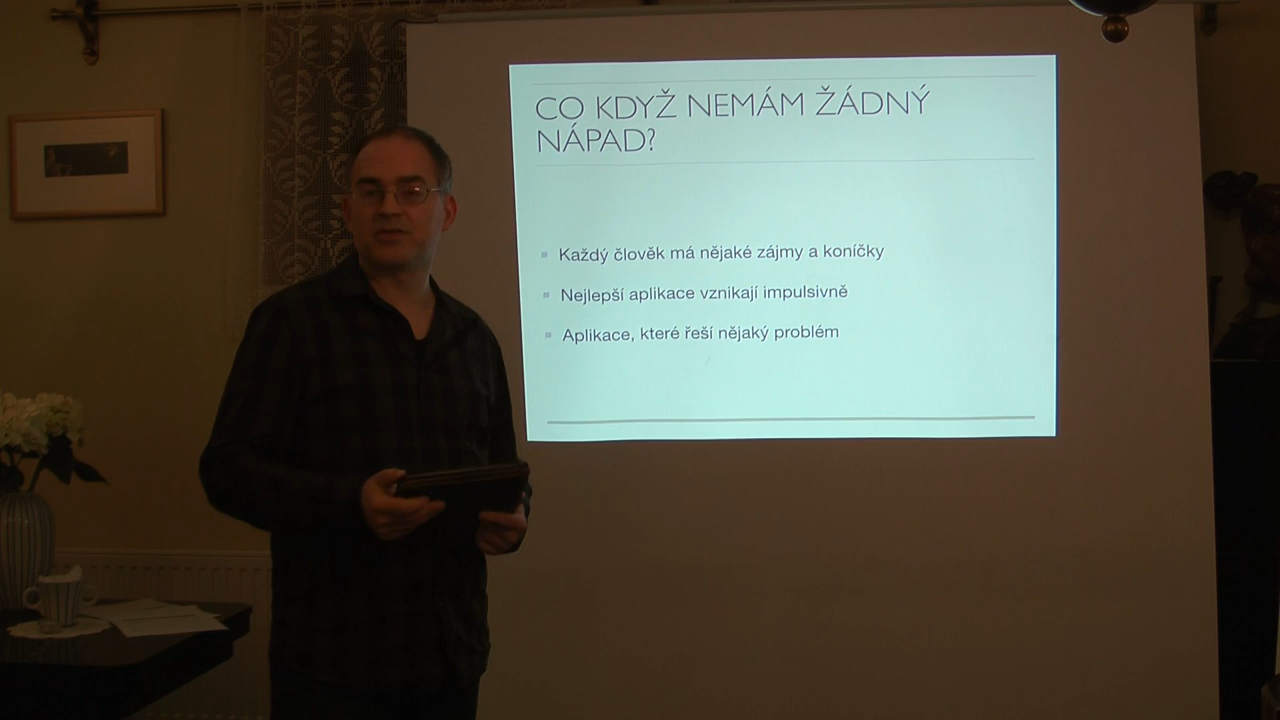 CO KDYŽ NEMÁM ŽÁDNÝ
NÁPAD?
Každý člověk má nějaké zájmy a koníčky
Nejlepší aplikace vznikají impulsivně
Aplikace, které řeší nějaký problém